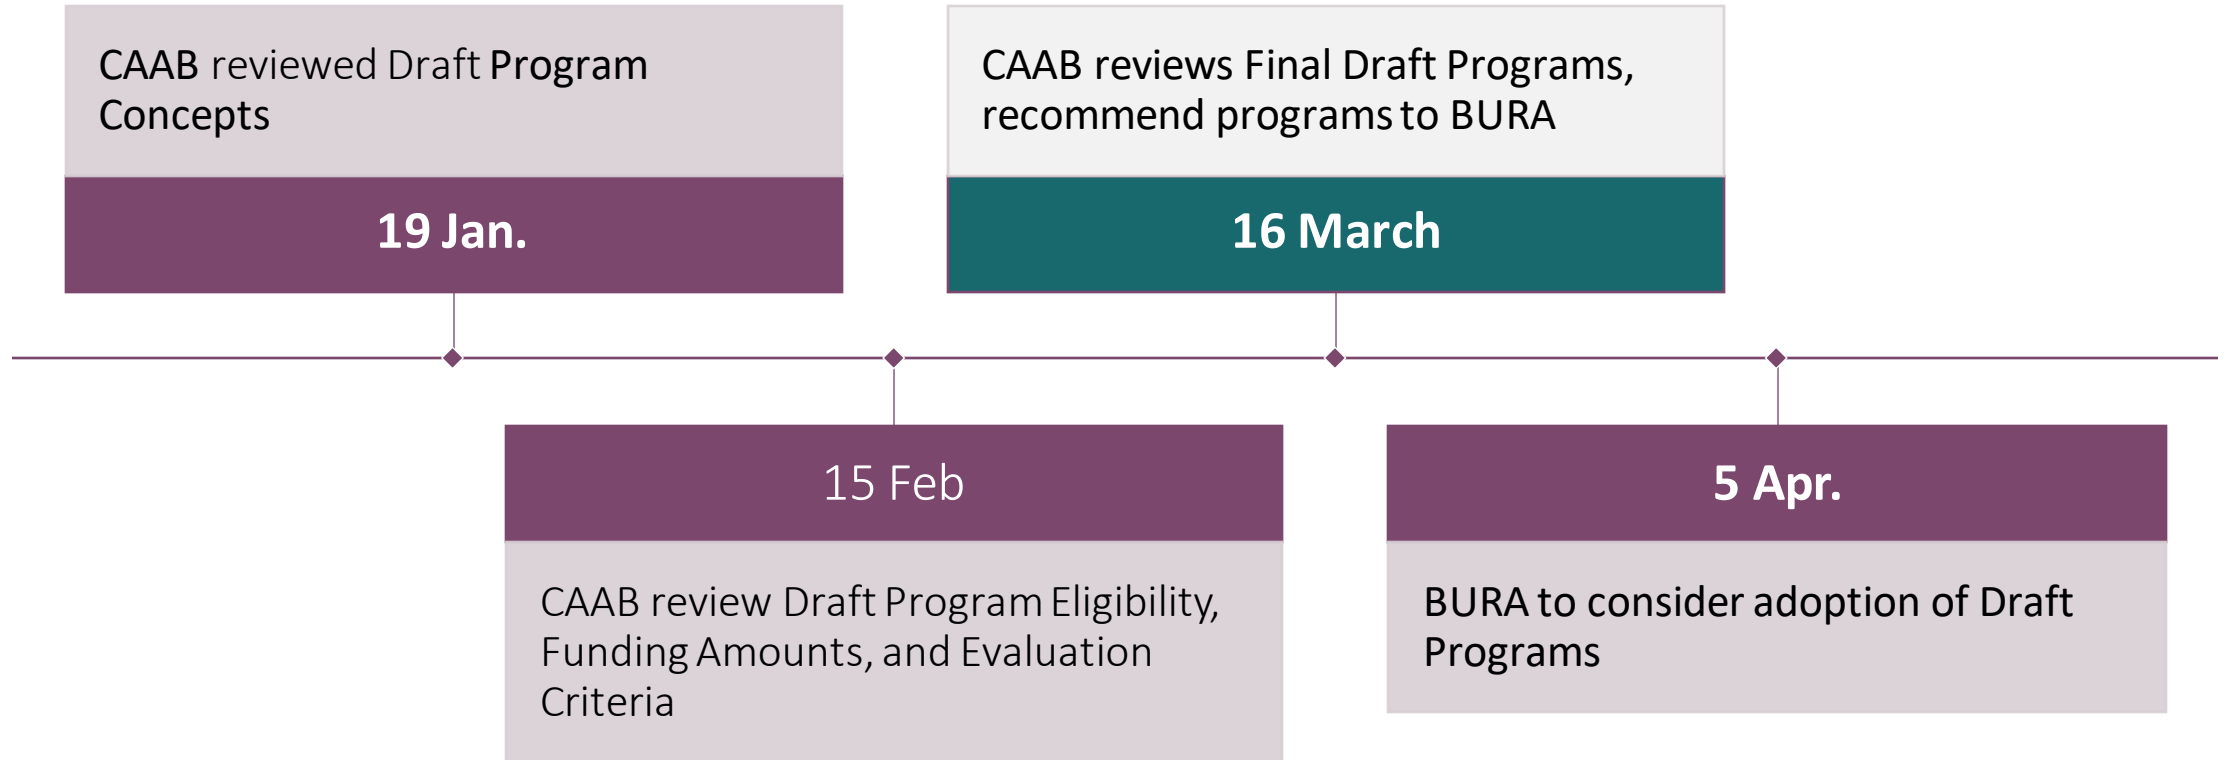 CAAB reviewed Draft Program
Concepts
19 Jan.
15 Feb
CAAB review Draft Program Eligibility,
Funding Amounts, and Evaluation
Criteria
CAAB reviews Final Draft Programs,
recommend programs to BURA
16 March
5 Apr.
BURA to consider adoption of Draft
Programs